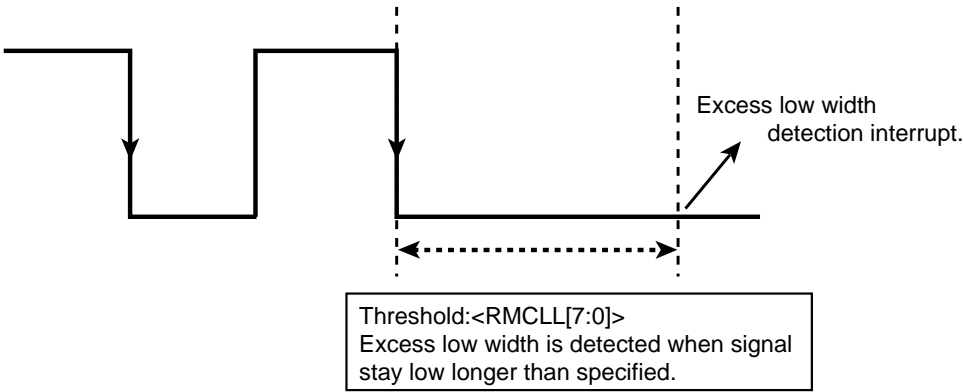 Excess low width
detection interrupt.
Threshold:<RMCLL[7:0]>
Excess low width is detected when signal
stay low longer than specified.